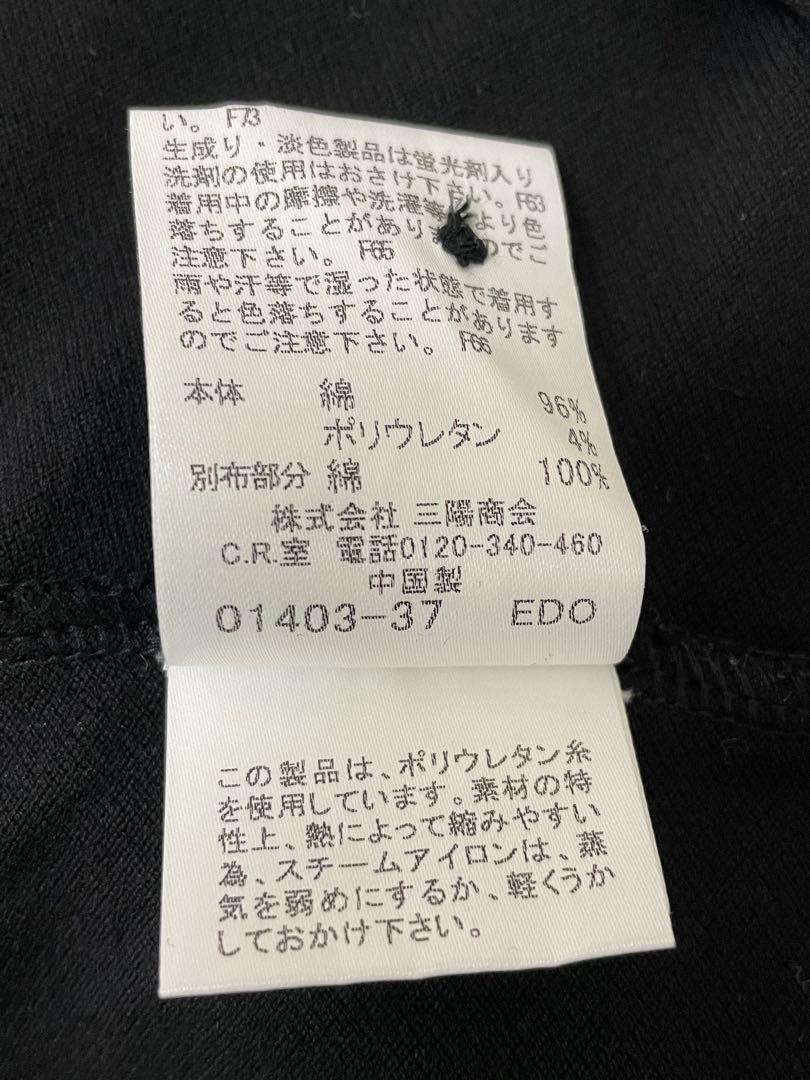 い。 F73
生成り・淡色製品は蛍光剤入り
洗剤の使用はおさけ下さい。F63
着用中の摩擦や洗濯等により色
落ちすることがありますのでご
注意下さい。 F65
雨や汗等で湿った状態で着用す
ると色落ちすることがあります
のでご注意下さい。 F66
本体 綿 96%
ポリウレタン 4%
別布部分 綿 100%
株式会社 三陽商会
C.R.室 電話0120-340-460
中国製
01403-37 EDO
この製品は、ポリウレタン糸
を使用しています。素材の特
性上、熱によって縮みやすい
為、スチームアイロンは、蒸
気を弱めにするか、軽くうか
しておかけ下さい。